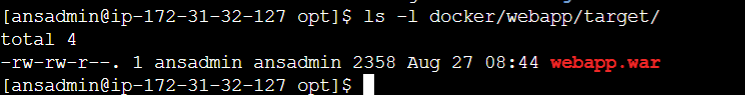 [ansadmin@ip-172-31-32-127 opt]$ ls -l docker/webapp/target/
total 4
-rw-rw-r--. 1 ansadmin ansadmin 2358 Aug 27 08:44 webapp.war
[ansadmin@ip-172-31-32-127 opt]$